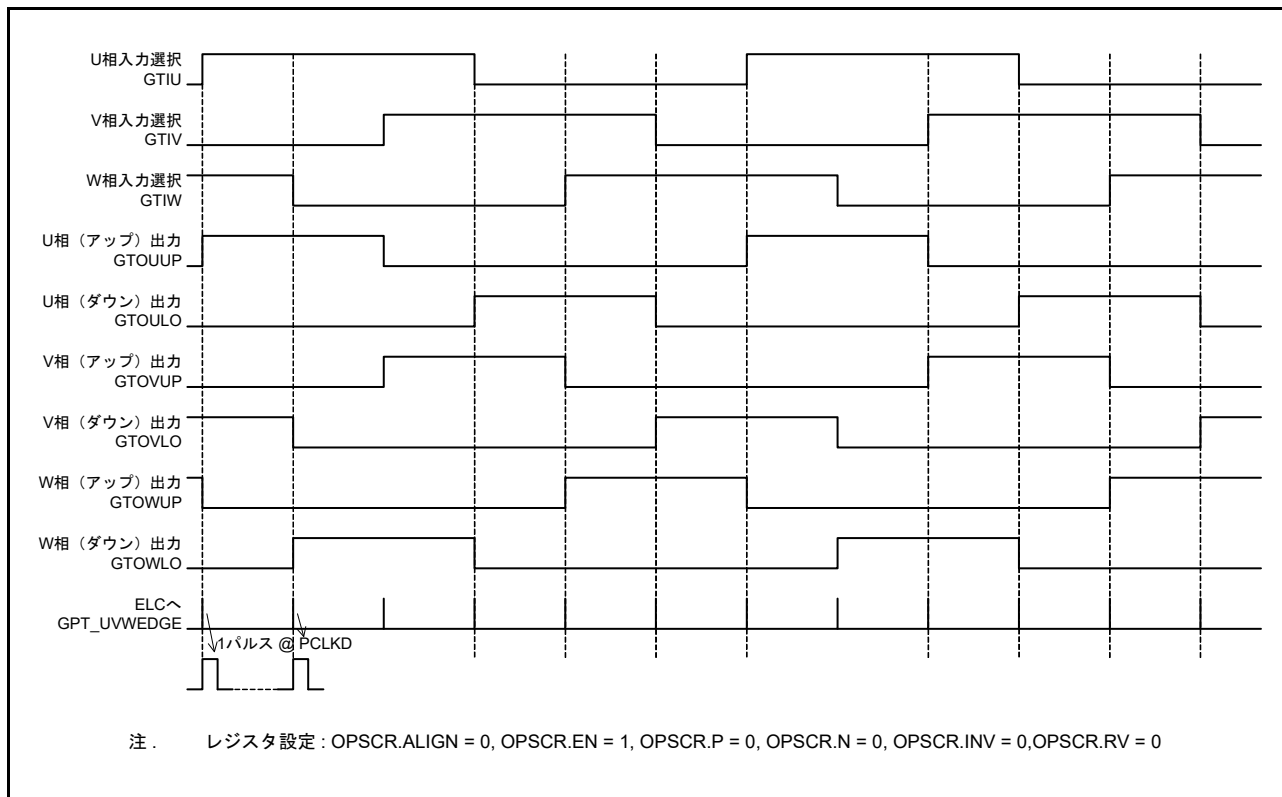 U相入力選択
GTIU
V相入力選択
GTIV
W相入力選択
GTIW
U相（アップ）出力
GTOUUP
U相（ダウン）出力
GTOULO
V相（アップ）出力
GTOVUP
V相（ダウン）出力
GTOVLO
W相（アップ）出力
GTOWUP
W相（ダウン）出力
GTOWLO
ELCへ
GPT_UVWEDGE
1パルス @ PCLKD
注 . レジスタ設定 : OPSCR.ALIGN = 0, OPSCR.EN = 1, OPSCR.P = 0, OPSCR.N = 0, OPSCR.INV = 0,OPSCR.RV = 0